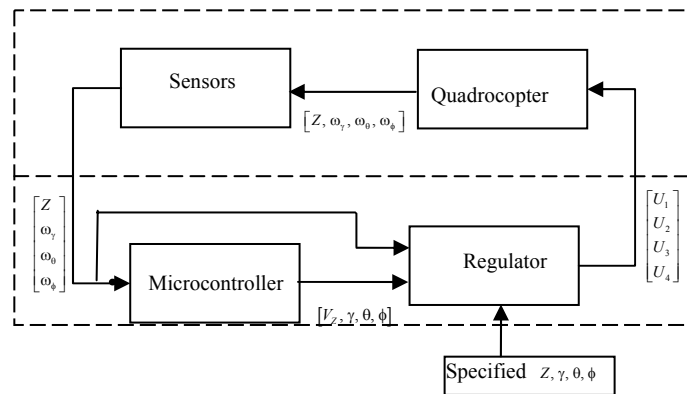 Sensors
Quadrocopter
[Z, ω_γ, ω_θ, ω_ϕ]
[Z
ω_γ
ω_θ
ω_ϕ]
[U_1
U_2
U_3
U_4]
Regulator
Microcontroller
[V_Z, γ, θ, ϕ]
Specified Z, γ, θ, ϕ